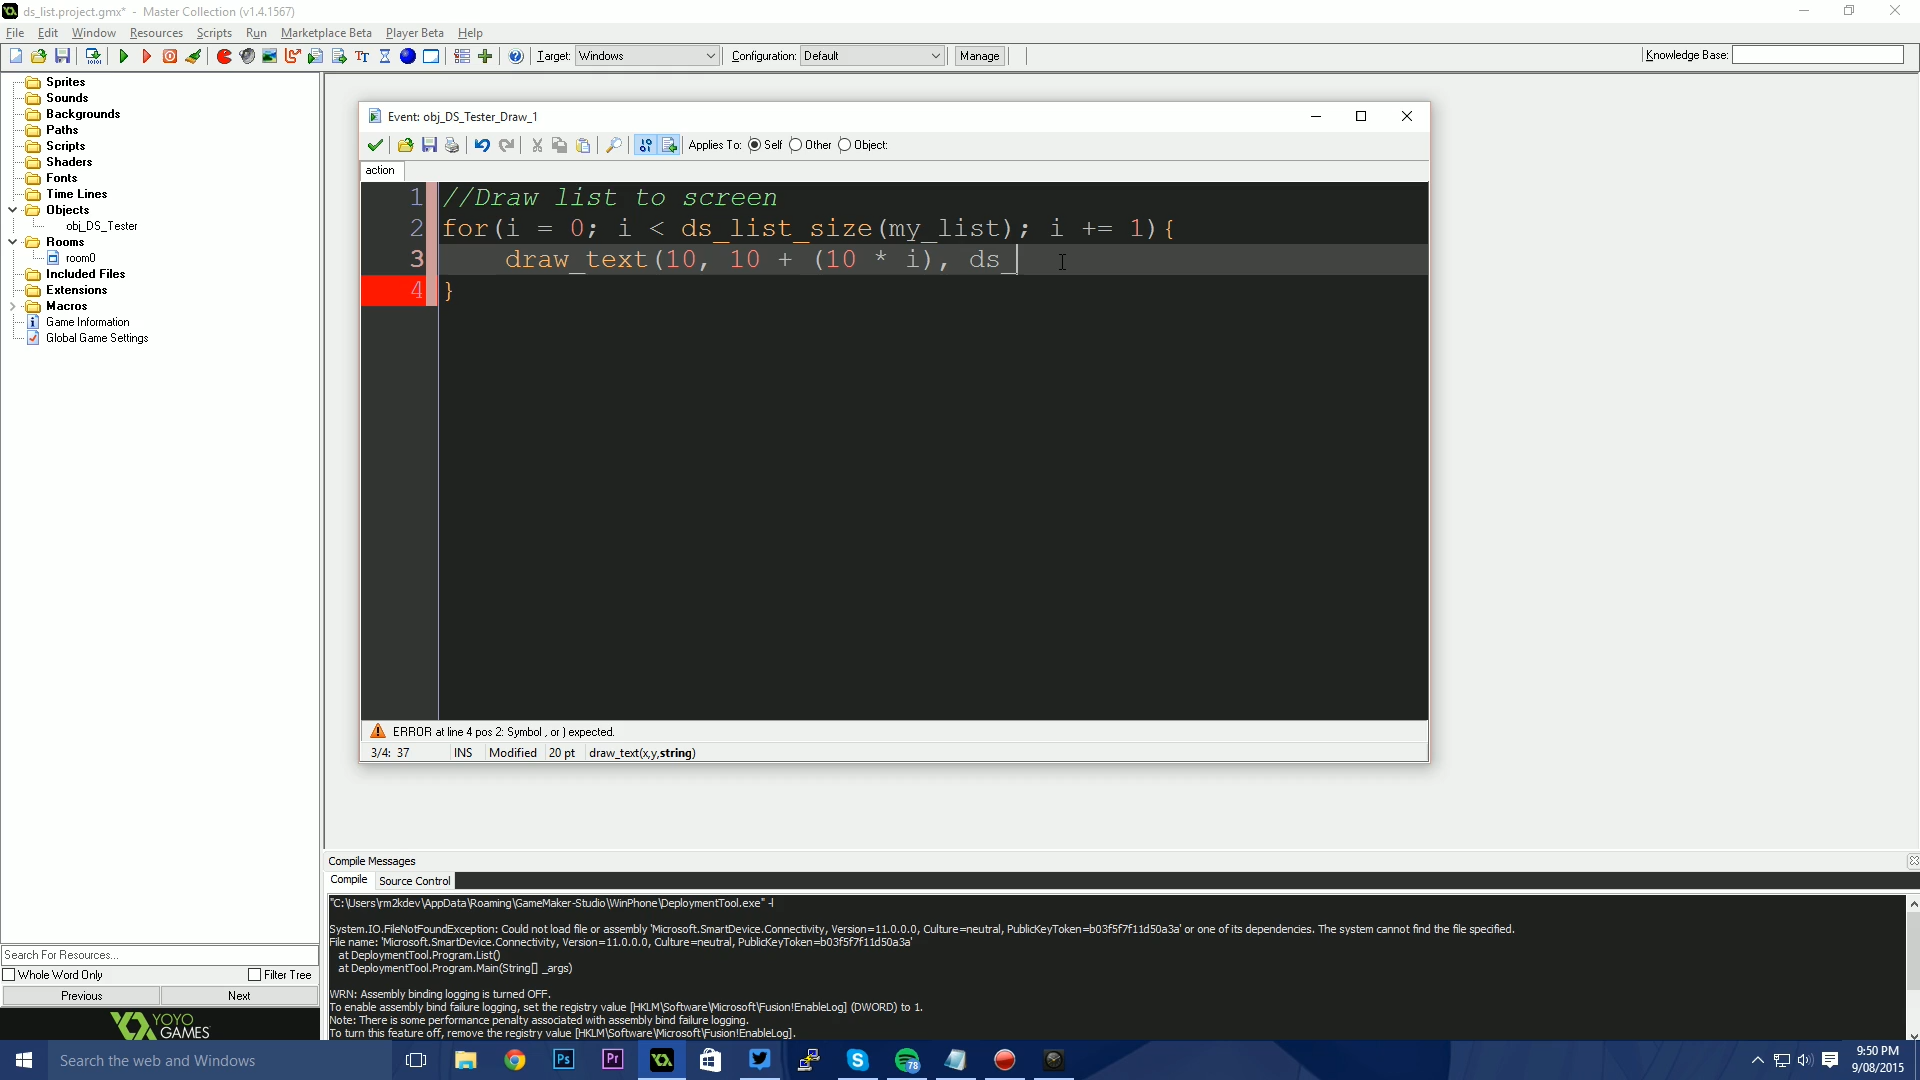 ds_list.project.gmx* - Master Collection (v1.4.1567)
File Edit Window Resources Scripts Run Marketplace Beta Player Beta Help
Target: Windows Configuration: Default Manage Knowledge Base:
Sprites
Sounds
Backgrounds
Paths
Scripts
Shaders
Fonts
Time Lines
Objects
obj_DS_Tester
Rooms
room0
Included Files
Extensions
Macros
Game Information
Global Game Settings
Event: obj_DS_Tester_Draw_1
Applies To: Self Other Object:
action
1 //Draw list to screen
2 for(i = 0; i < ds_list_size(my_list); i += 1){
3 draw_text(10, 10 + (10 * i), ds_
4 }
ERROR at line 4 pos 2: Symbol , or ) expected.
3/4: 37 INS Modified 20 pt draw_text(x,y,string)
Compile Messages
Compile Source Control
"C:\Users\rm2kdev\AppData\Roaming\GameMaker-Studio\WinPhone\DeploymentTool.exe" -l
System.IO.FileNotFoundException: Could not load file or assembly 'Microsoft.SmartDevice.Connectivity, Version=11.0.0.0, Culture=neutral, PublicKeyToken=b03f5f7f11d50a3a' or one of its dependencies. The system cannot find the file specified.
File name: 'Microsoft.SmartDevice.Connectivity, Version=11.0.0.0, Culture=neutral, PublicKeyToken=b03f5f7f11d50a3a'
at DeploymentTool.Program.List()
at DeploymentTool.Program.Main(String[] _args)
WRN: Assembly binding logging is turned OFF.
To enable assembly bind failure logging, set the registry value [HKLM\Software\Microsoft\Fusion!EnableLog] (DWORD) to 1.
Note: There is some performance penalty associated with assembly bind failure logging.
To turn this feature off, remove the registry value [HKLM\Software\Microsoft\Fusion!EnableLog].
Search For Resources...
Whole Word Only Filter Tree
Previous Next
YOYO
GAMES
Search the web and Windows
Ps
Pr
78
9:50 PM
9/08/2015